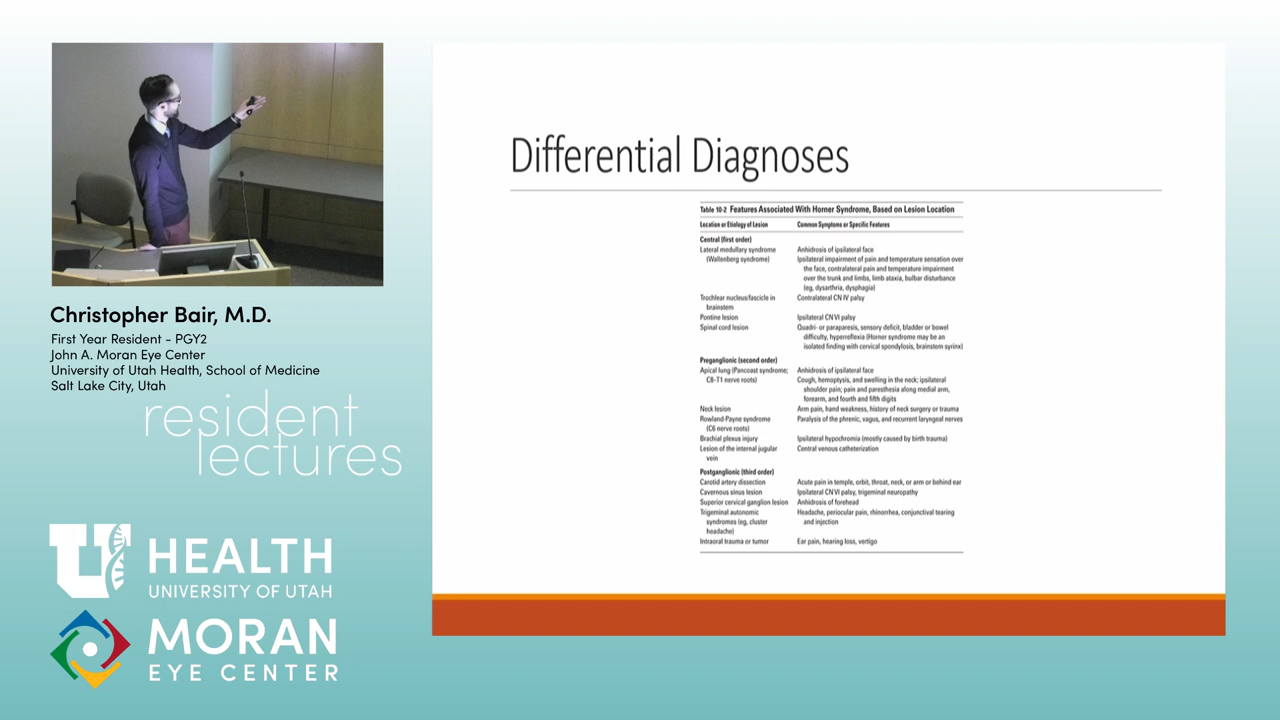 Christopher Bair, M.D.
First Year Resident - PGY2
John A. Moran Eye Center
University of Utah Health, School of Medicine
Salt Lake City, Utah
resident
lectures
U HEALTH
UNIVERSITY OF UTAH
MORAN
EYE CENTER
Differential Diagnoses
Table 10-2 Features Associated With Horner Syndrome, Based on Lesion Location
Location or Etiology of Lesion Common Symptoms or Specific Features
Central (first order)
Lateral medullary syndrome Anhidrosis of ipsilateral face
(Wallenberg syndrome) Ipsilateral impairment of pain and temperature sensation over
the face, contralateral pain and temperature impairment
over the trunk and limbs, limb ataxia, bulbar disturbance
(eg, dysarthria, dysphagia)
Trochlear nucleus/fascicle in Contralateral CN IV palsy
brainstem
Pontine lesion Ipsilateral CN VI palsy
Spinal cord lesion Quadri- or paraparesis, sensory deficit, bladder or bowel
difficulty, hyperreflexia (Horner syndrome may be an
isolated finding with cervical spondylosis, brainstem syrinx)
Preganglionic (second order)
Apical lung (Pancoast syndrome; Anhidrosis of ipsilateral face
C8–T1 nerve roots) Cough, hemoptysis, and swelling in the neck; ipsilateral
shoulder pain; pain and paresthesia along medial arm,
forearm, and fourth and fifth digits
Neck lesion Arm pain, hand weakness, history of neck surgery or trauma
Rowland-Payne syndrome Paralysis of the phrenic, vagus, and recurrent laryngeal nerves
(C6 nerve roots)
Brachial plexus injury Ipsilateral hypochromia (mostly caused by birth trauma)
Lesion of the internal jugular Central venous catheterization
vein
Postganglionic (third order)
Carotid artery dissection Acute pain in temple, orbit, throat, neck, or arm or behind ear
Cavernous sinus lesion Ipsilateral CN VI palsy, trigeminal neuropathy
Superior cervical ganglion lesion Anhidrosis of forehead
Trigeminal autonomic Headache, periocular pain, rhinorrhea, conjunctival tearing
syndromes (eg, cluster and injection
headache)
Intraoral trauma or tumor Ear pain, hearing loss, vertigo